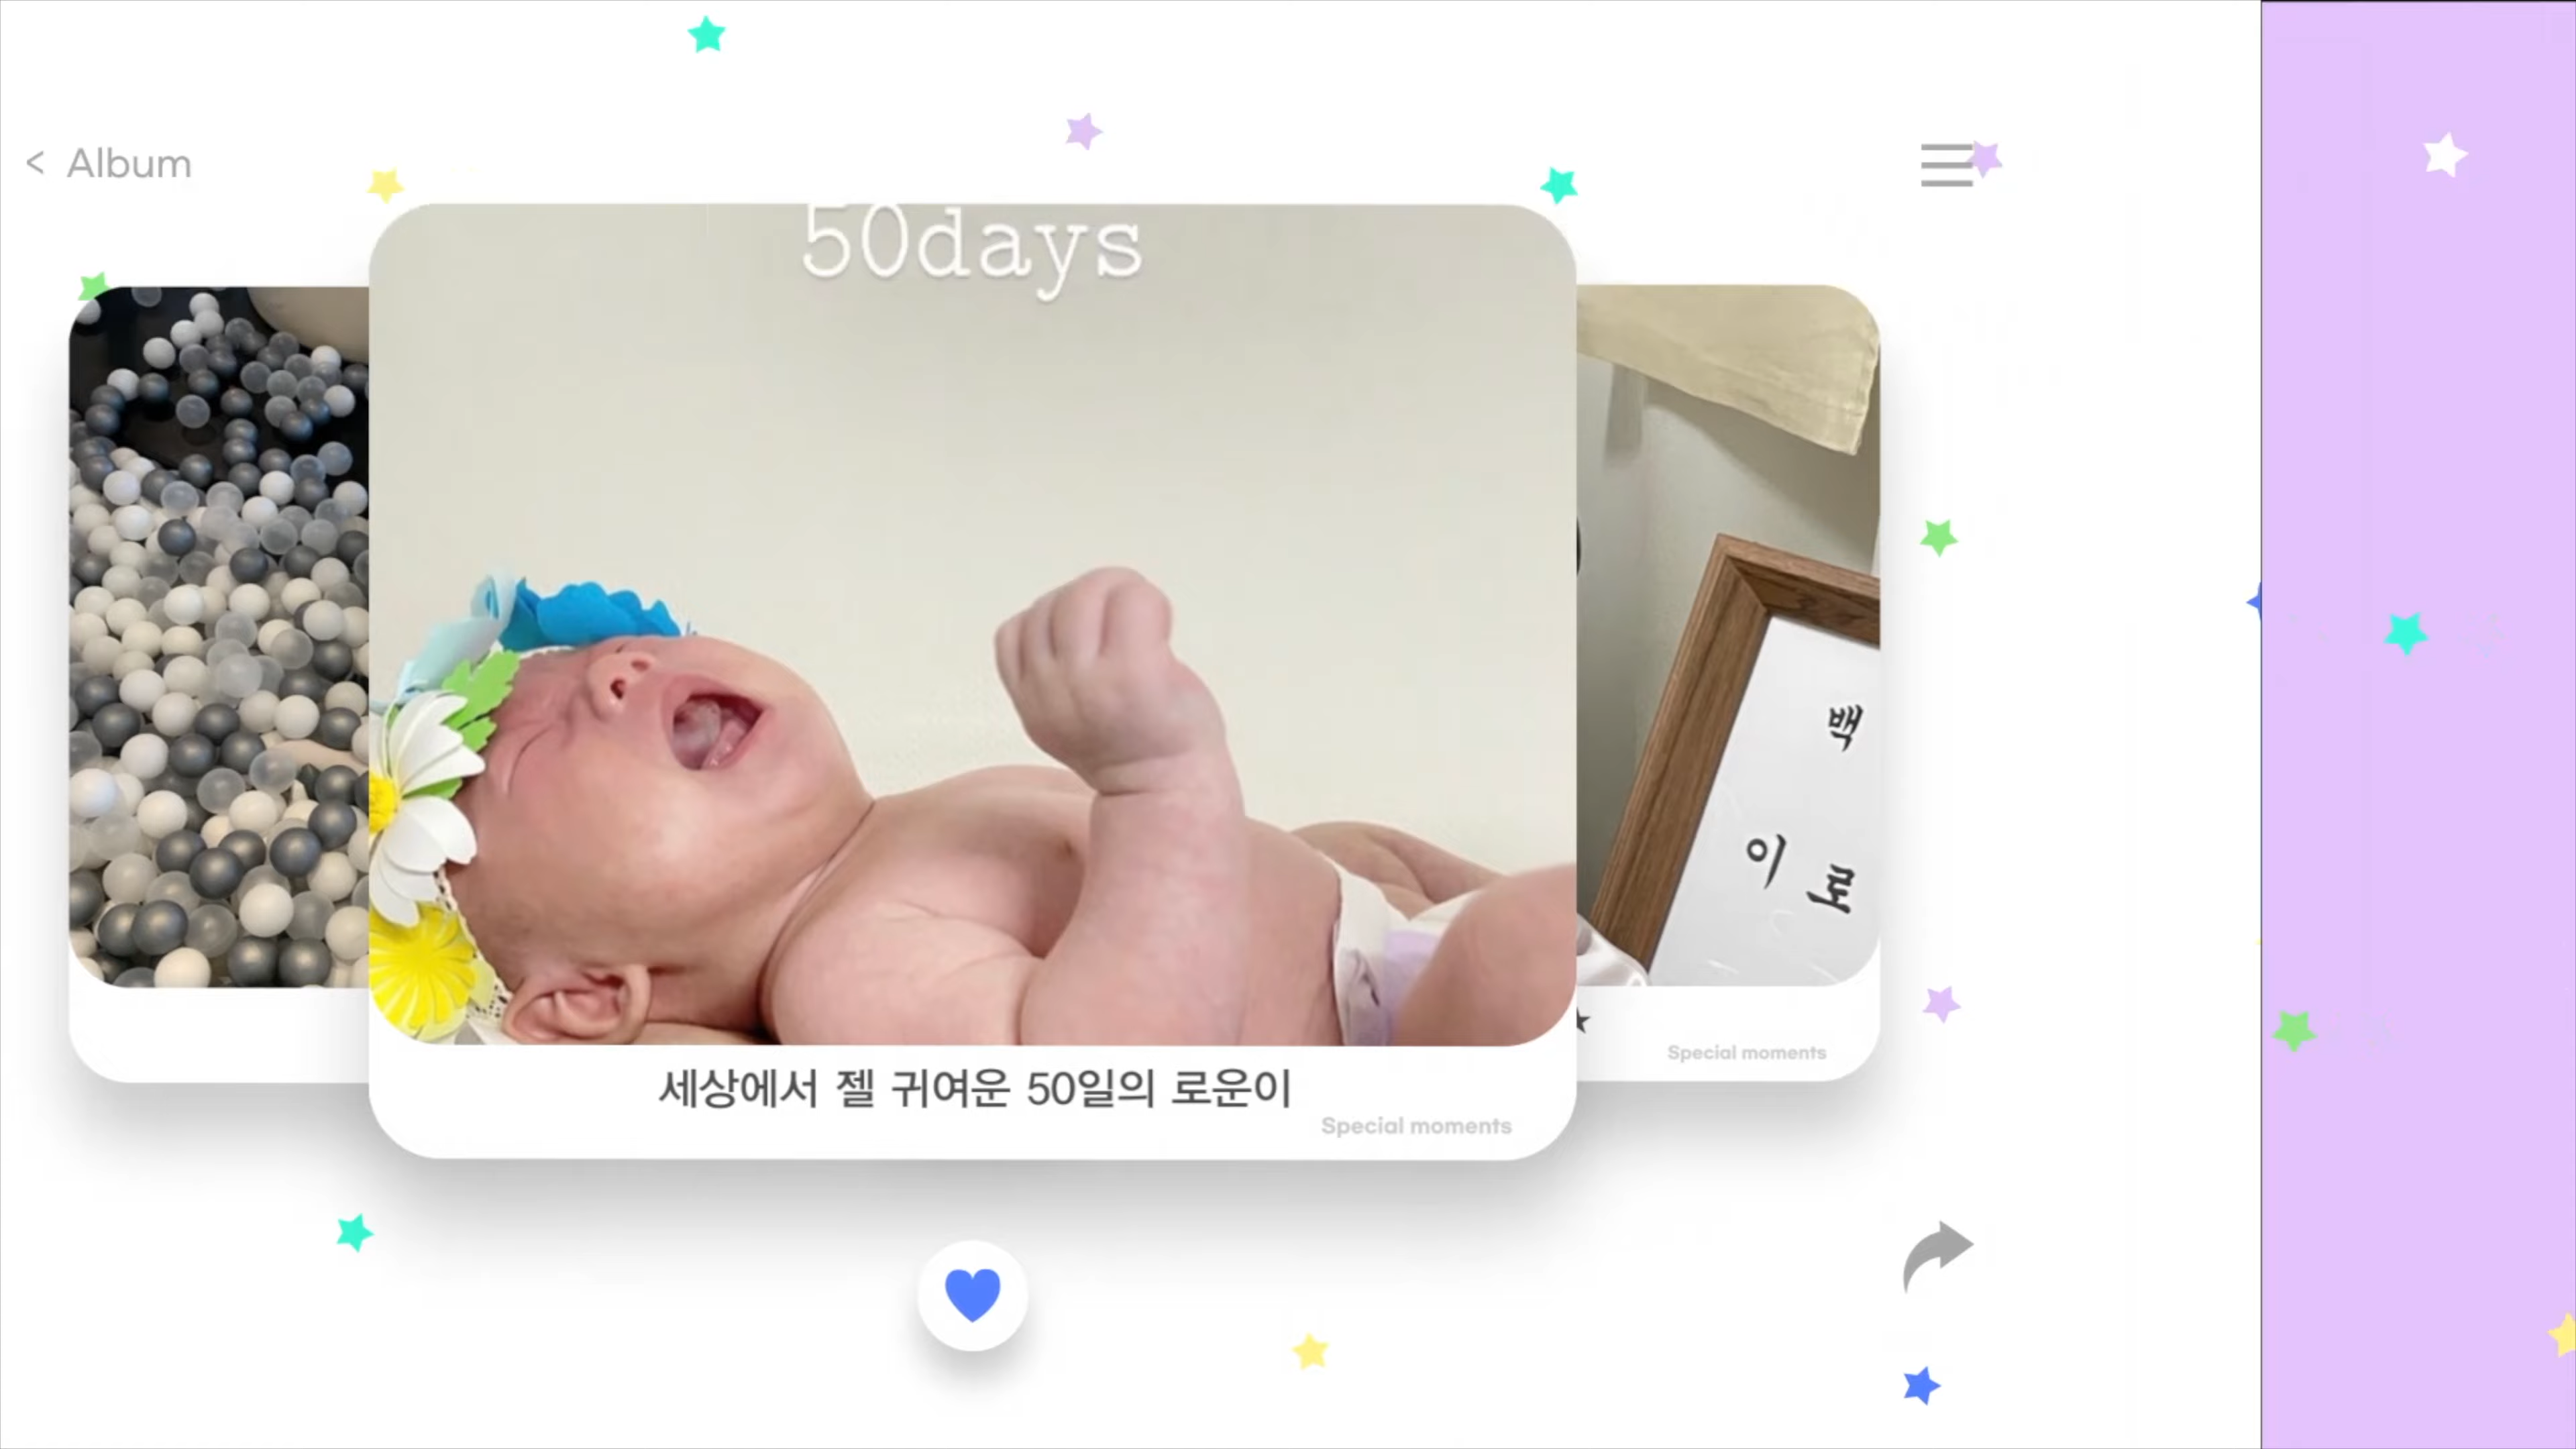 < Album
50days
백
이 로
세상에서 젤 귀여운 50일의 로운이
Special moments
Special moments